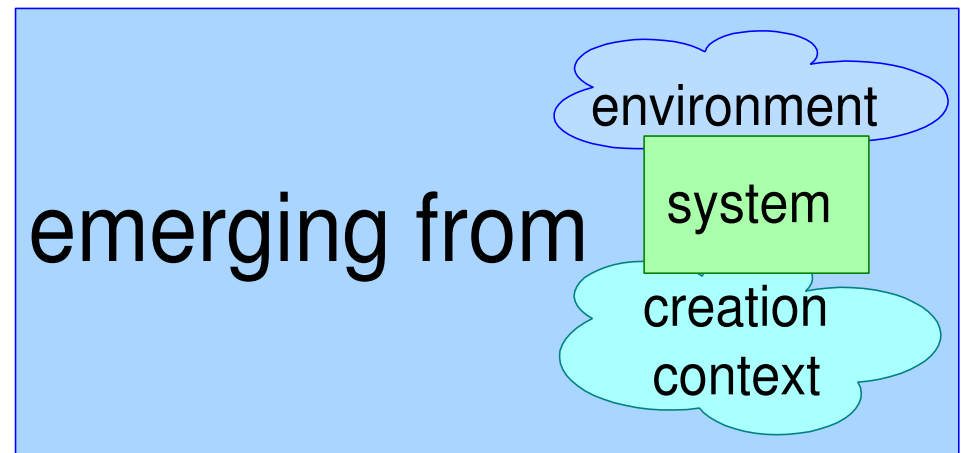 environment
system
emerging from
creation
context